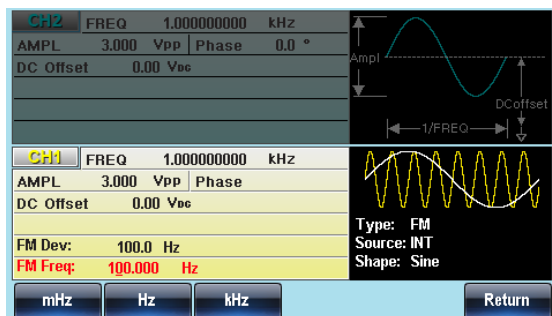 CH2 FREQ 1.000000000 kHz
AMPL 3.000 Vpp Phase 0.0 °
DC Offset 0.00 VDC
Ampl
DCoffset
1/FREQ
CH1 FREQ 1.000000000 kHz
AMPL 3.000 Vpp Phase
DC Offset 0.00 VDC
FM Dev: 100.0 Hz
FM Freq: 100.000 Hz
Type: FM
Source: INT
Shape: Sine
mHz Hz kHz Return